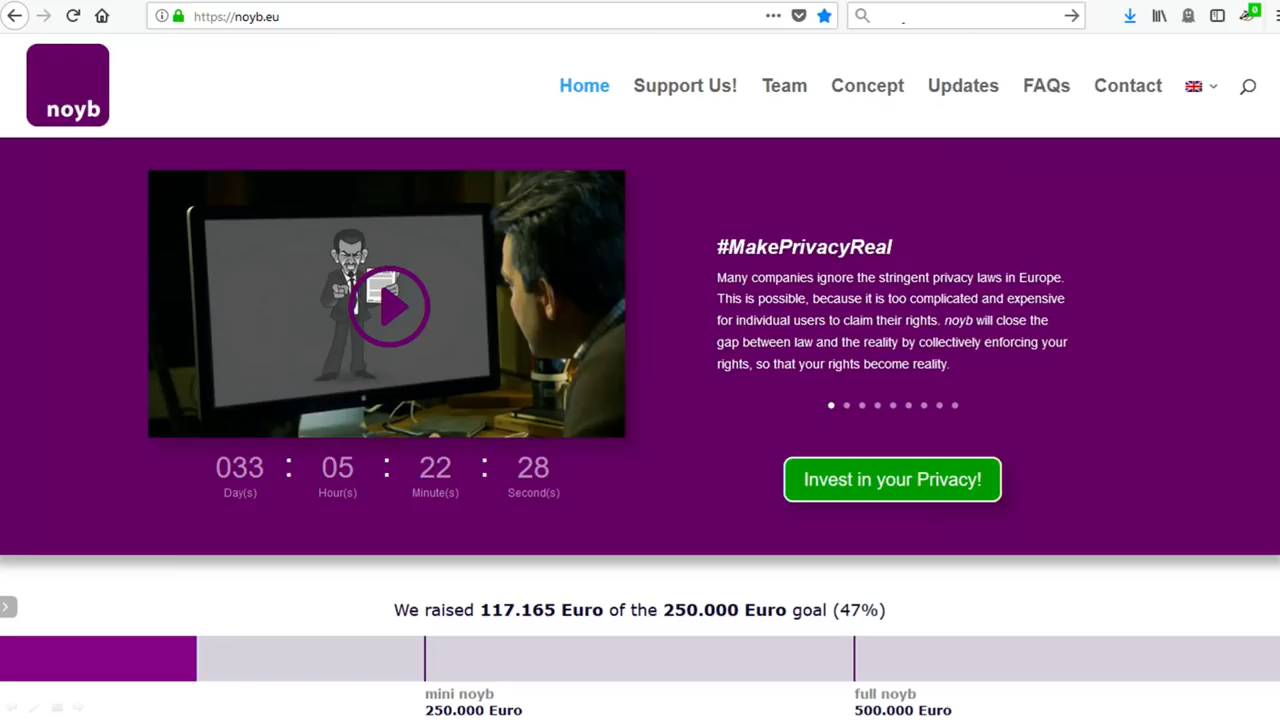 https://noyb.eu
0
noyb
Home Support Us! Team Concept Updates FAQs Contact
#MakePrivacyReal
Many companies ignore the stringent privacy laws in Europe.
This is possible, because it is too complicated and expensive
for individual users to claim their rights. noyb will close the
gap between law and the reality by collectively enforcing your
rights, so that your rights become reality.
033 : 05 : 22 : 28
Day(s) Hour(s) Minute(s) Second(s)
Invest in your Privacy!
We raised 117.165 Euro of the 250.000 Euro goal (47%)
mini noyb full noyb
250.000 Euro 500.000 Euro